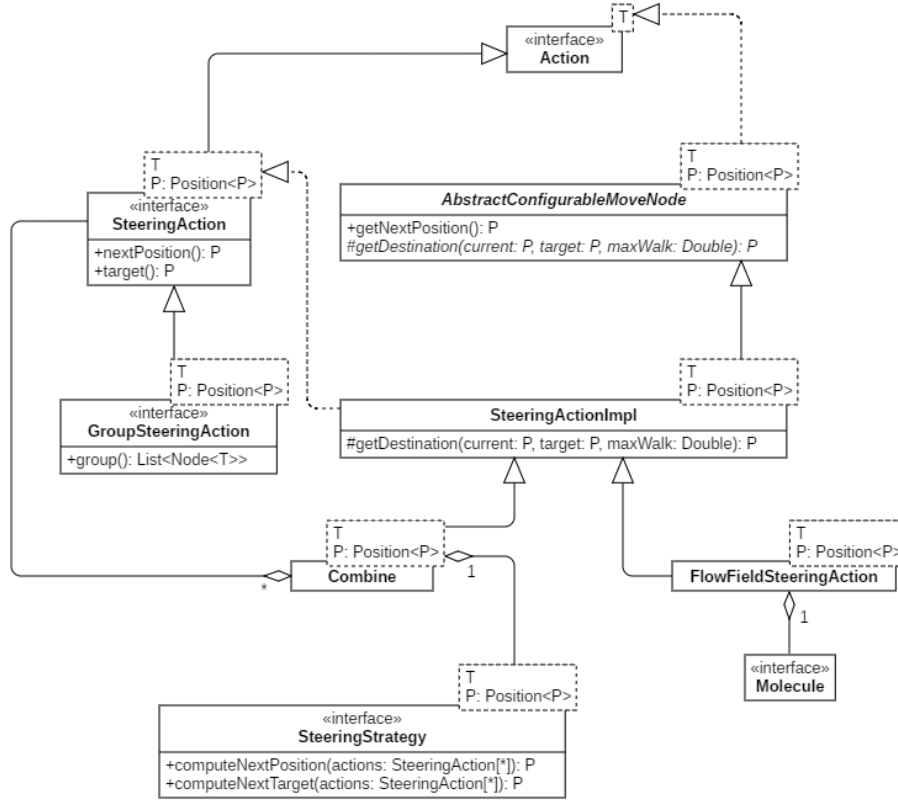 T
«interface»
Action
T
P: Position<P>
«interface»
SteeringAction
+nextPosition(): P
+target(): P
T
P: Position<P>
AbstractConfigurableMoveNode
+getNextPosition(): P
#getDestination(current: P, target: P, maxWalk: Double): P
T
P: Position<P>
«interface»
GroupSteeringAction
+group(): List<Node<T>>
T
P: Position<P>
SteeringActionImpl
#getDestination(current: P, target: P, maxWalk: Double): P
T
P: Position<P>
Combine
*
1
T
P: Position<P>
FlowFieldSteeringAction
1
«interface»
Molecule
T
P: Position<P>
«interface»
SteeringStrategy
+computeNextPosition(actions: SteeringAction[*]): P
+computeNextTarget(actions: SteeringAction[*]): P